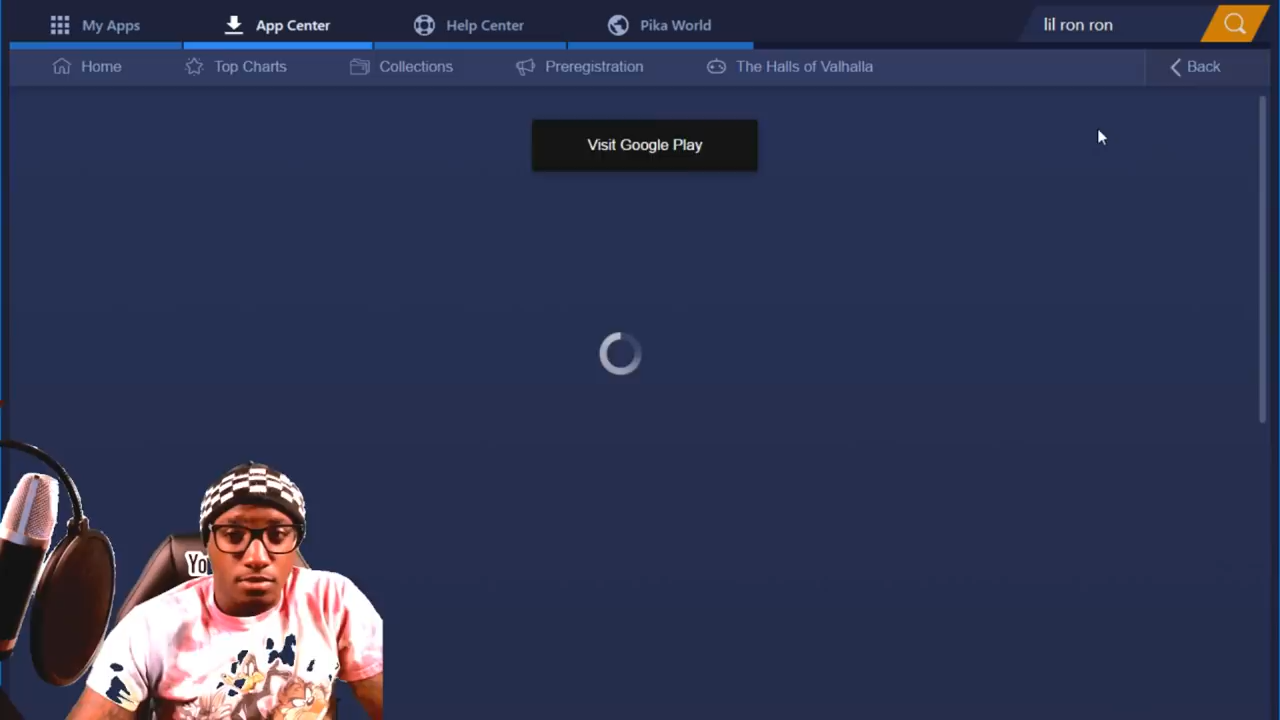 My Apps
App Center
Help Center
Pika World
lil ron ron
Home
Top Charts
Collections
Preregistration
The Halls of Valhalla
Back
Visit Google Play
Yo